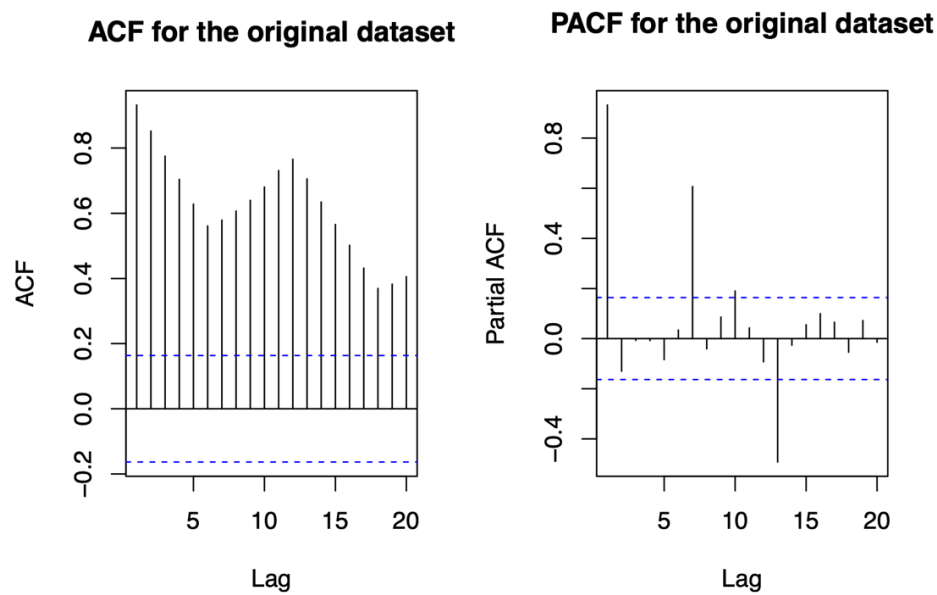 ACF for the original dataset
ACF
0.8
0.6
0.4
0.2
0.0
−0.2
5 10 15 20
Lag
PACF for the original dataset
Partial ACF
0.8
0.4
0.0
−0.4
5 10 15 20
Lag